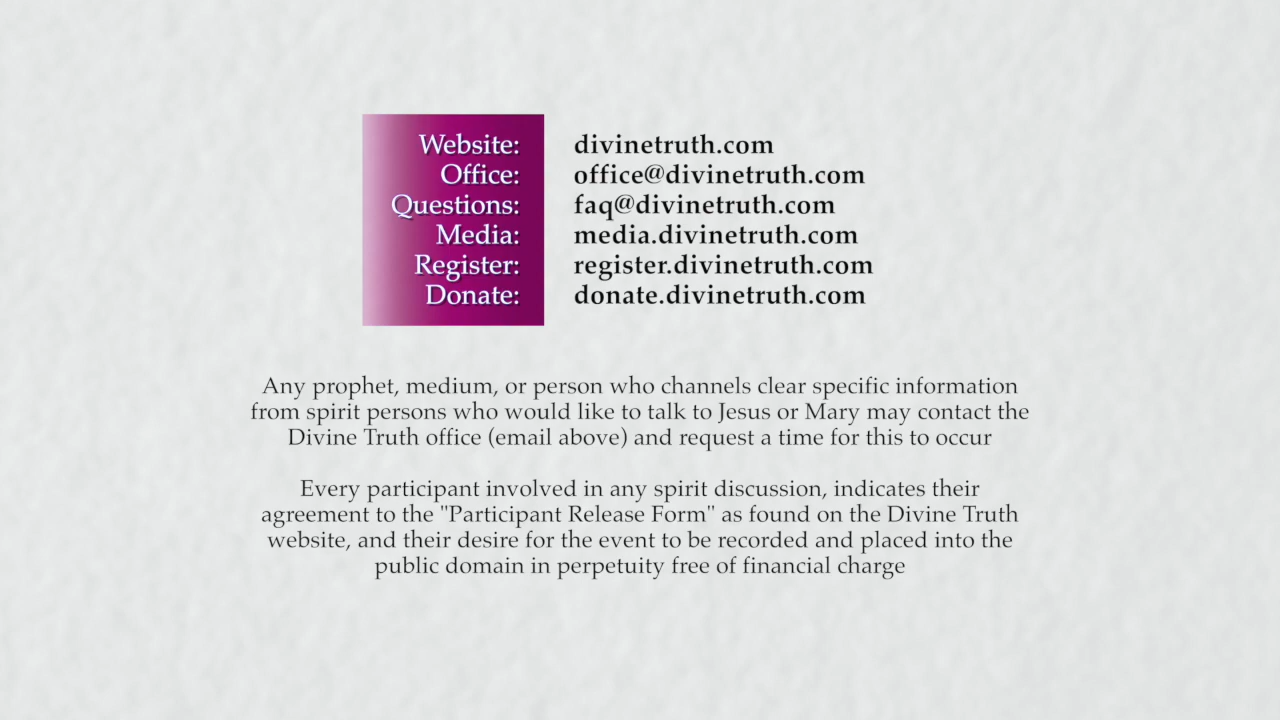 Website: divinetruth.com
Office: office@divinetruth.com
Questions: faq@divinetruth.com
Media: media.divinetruth.com
Register: register.divinetruth.com
Donate: donate.divinetruth.com
Any prophet, medium, or person who channels clear specific information
from spirit persons who would like to talk to Jesus or Mary may contact the
Divine Truth office (email above) and request a time for this to occur
Every participant involved in any spirit discussion, indicates their
agreement to the "Participant Release Form" as found on the Divine Truth
website, and their desire for the event to be recorded and placed into the
public domain in perpetuity free of financial charge